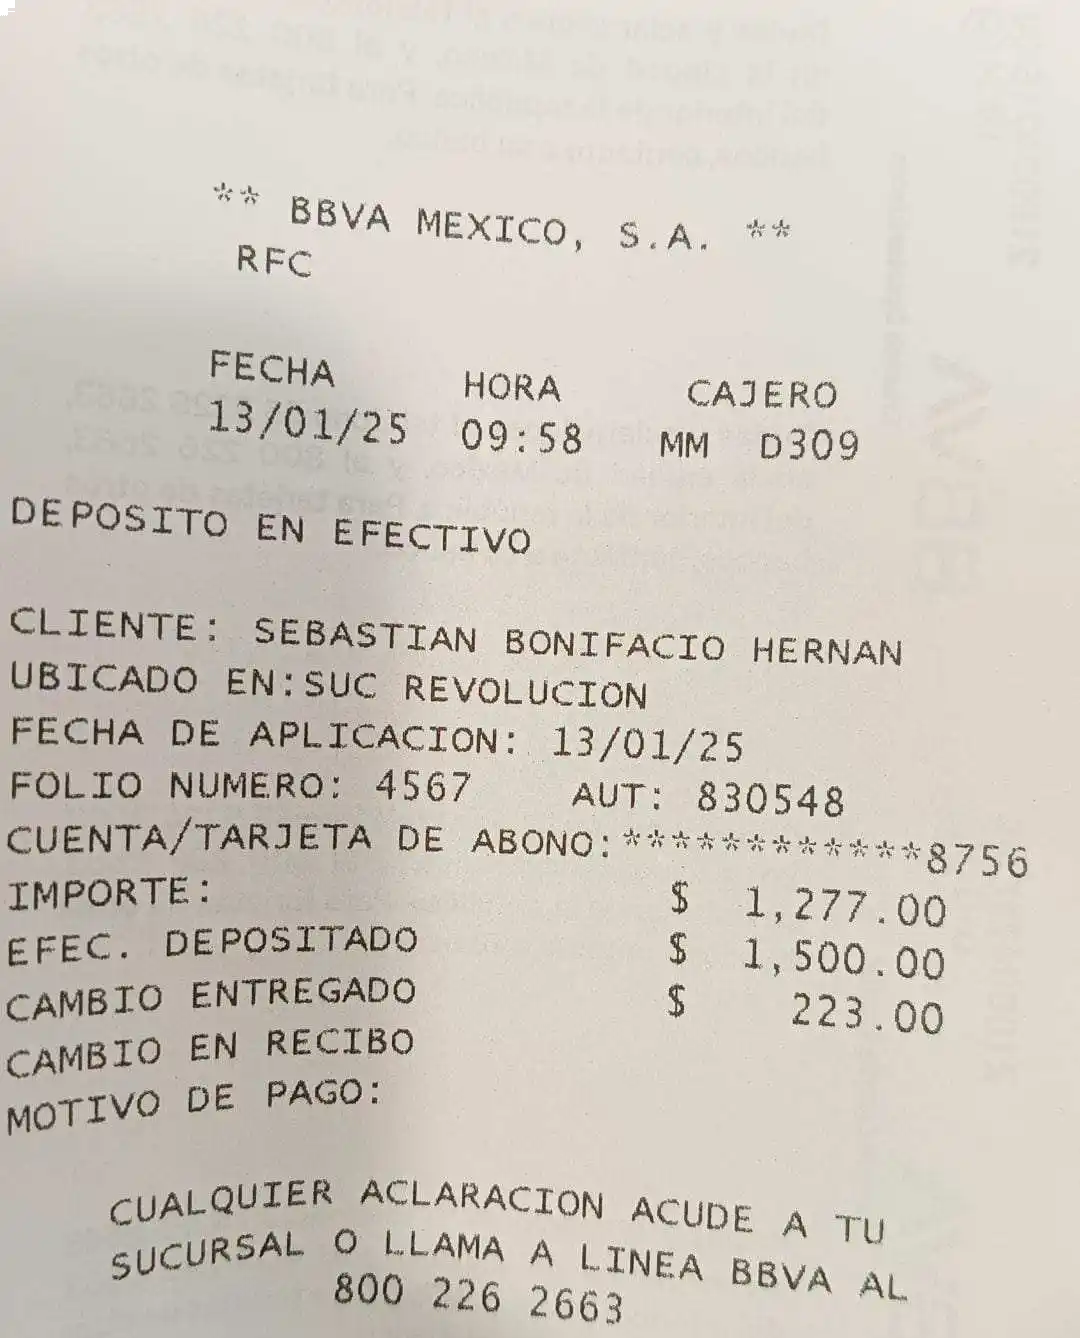 ** BBVA MEXICO, S.A. **
RFC
FECHA HORA CAJERO
13/01/25 09:58 MM D309
DEPOSITO EN EFECTIVO
CLIENTE: SEBASTIAN BONIFACIO HERNAN
UBICADO EN:SUC REVOLUCION
FECHA DE APLICACION: 13/01/25
FOLIO NUMERO: 4567 AUT: 830548
CUENTA/TARJETA DE ABONO:************8756
IMPORTE: $ 1,277.00
EFEC. DEPOSITADO $ 1,500.00
CAMBIO ENTREGADO $ 223.00
CAMBIO EN RECIBO
MOTIVO DE PAGO:
CUALQUIER ACLARACION ACUDE A TU
SUCURSAL O LLAMA A LINEA BBVA AL
800 226 2663